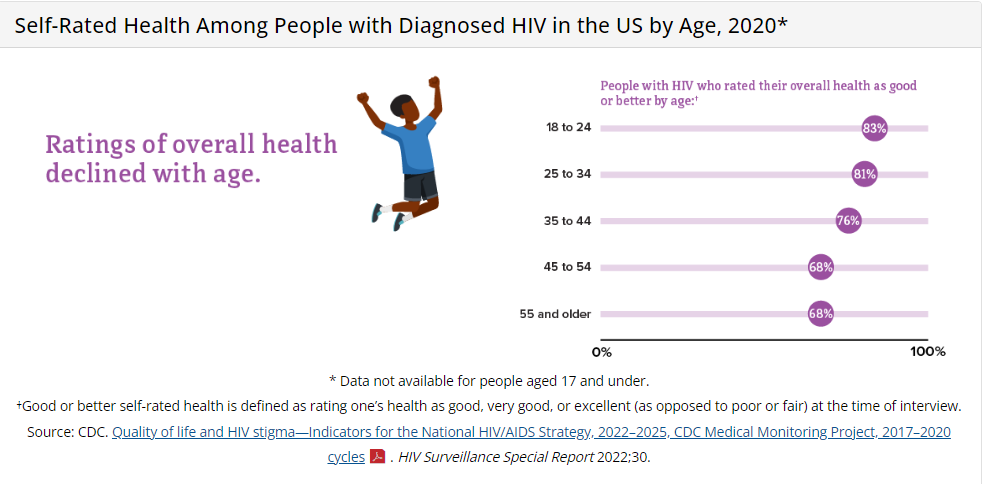 Self-Rated Health Among People with Diagnosed HIV in the US by Age, 2020*
Ratings of overall health
declined with age.
People with HIV who rated their overall health as good
or better by age:†
18 to 24
83%
25 to 34
81%
35 to 44
76%
45 to 54
68%
55 and older
68%
0%
100%
* Data not available for people aged 17 and under.
†Good or better self-rated health is defined as rating one’s health as good, very good, or excellent (as opposed to poor or fair) at the time of interview.
Source: CDC. Quality of life and HIV stigma—Indicators for the National HIV/AIDS Strategy, 2022–2025, CDC Medical Monitoring Project, 2017–2020
cycles . HIV Surveillance Special Report 2022;30.